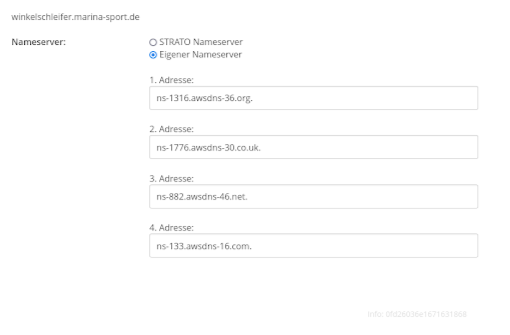 winkelschleifer.marina-sport.de
Nameserver:
STRATO Nameserver
Eigener Nameserver
1. Adresse:
ns-1316.awsdns-36.org.
2. Adresse:
ns-1776.awsdns-30.co.uk.
3. Adresse:
ns-882.awsdns-46.net.
4. Adresse:
ns-133.awsdns-16.com.